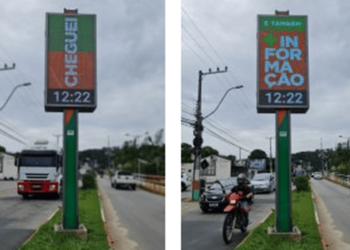 CHEGUEI
12:22
E TAMBÉM
+ IN
FOR
MA
ÇÃO
12:22